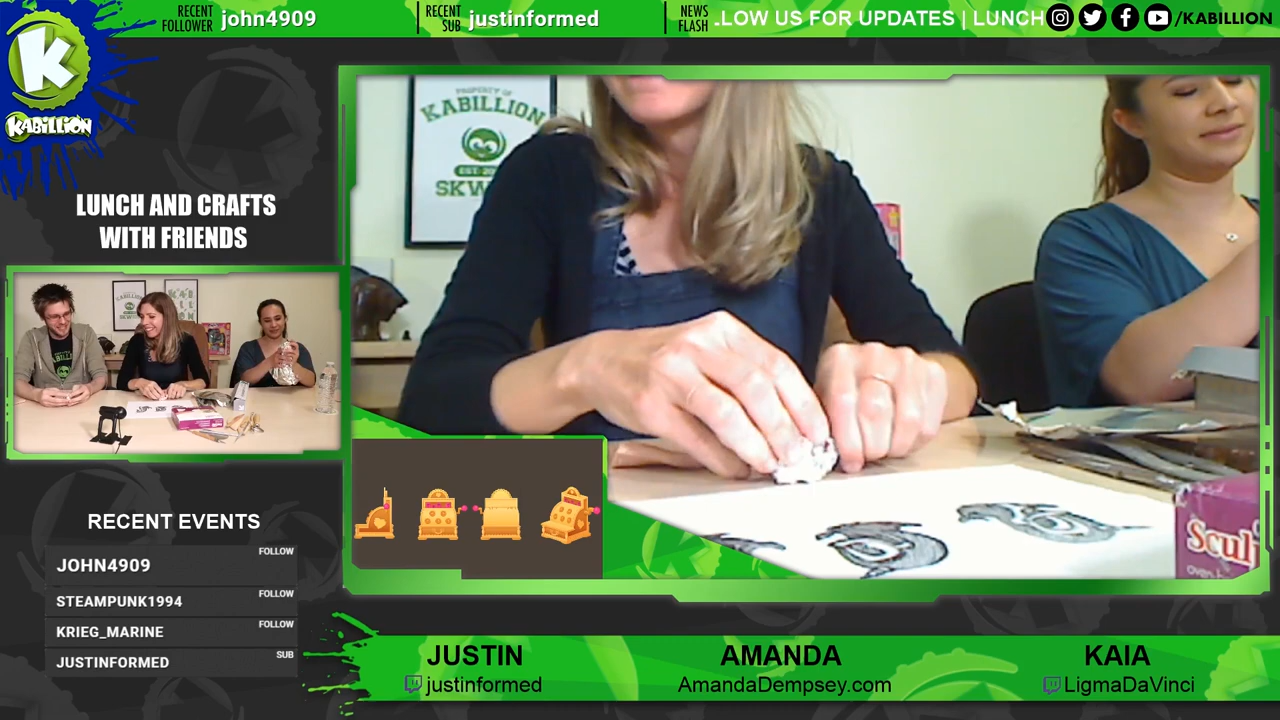 RECENT FOLLOWER john4909
RECENT SUB justinformed
NEWS FLASH LOW US FOR UPDATES | LUNCH
/KABILLION
K
KABILLION
LUNCH AND CRAFTS
WITH FRIENDS
PROPERTY OF
KABILLION
SKW
KABILLION
RECENT EVENTS
JOHN4909 FOLLOW
STEAMPUNK1994 FOLLOW
KRIEG_MARINE FOLLOW
JUSTINFORMED SUB
Scul
JUSTIN
justinformed
AMANDA
AmandaDempsey.com
KAIA
LigmaDaVinci